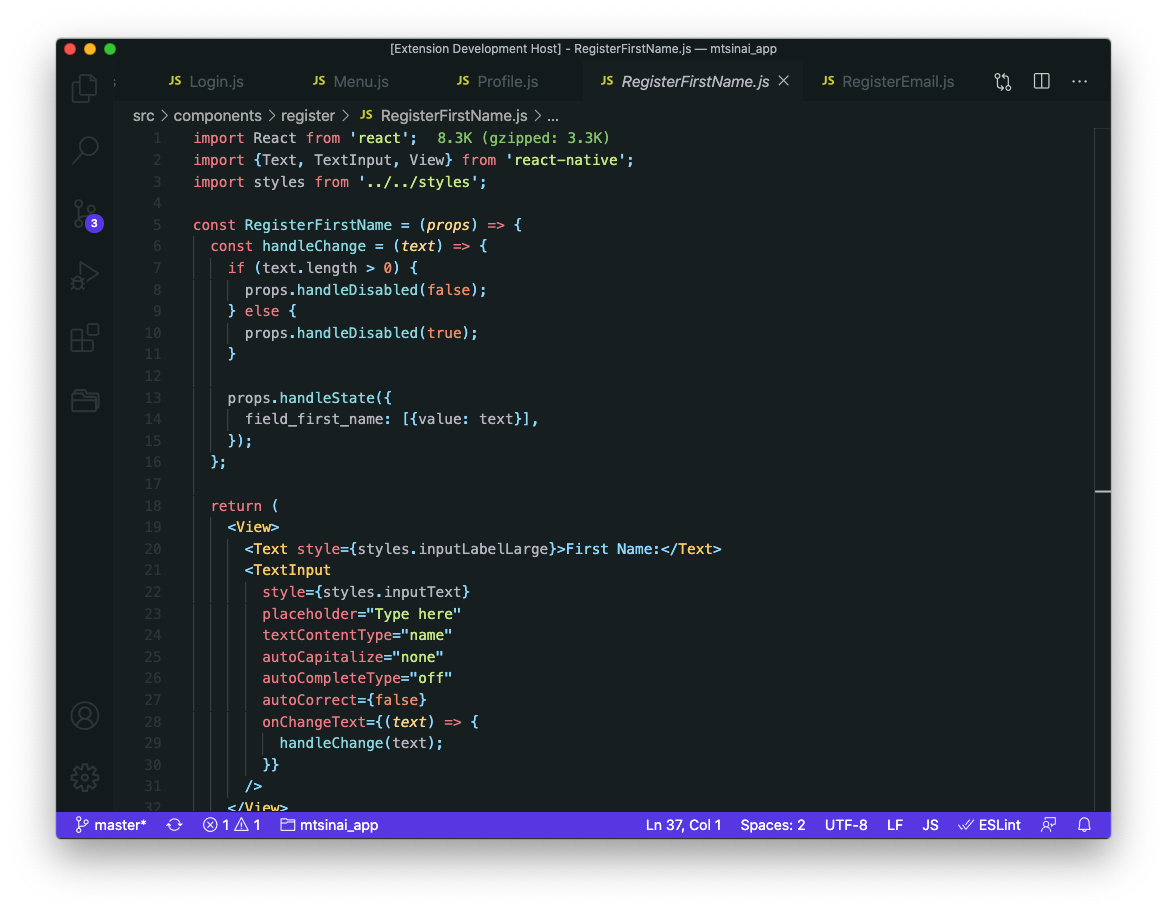 [Extension Development Host] - RegisterFirstName.js — mtsinai_app
s JS Login.js JS Menu.js JS Profile.js JS RegisterFirstName.js JS RegisterEmail.js
src > components > register > JS RegisterFirstName.js > ...
3
1 import React from 'react'; 8.3K (gzipped: 3.3K)
2 import {Text, TextInput, View} from 'react-native';
3 import styles from '../../styles';
4
5 const RegisterFirstName = (props) => {
6 const handleChange = (text) => {
7 if (text.length > 0) {
8 props.handleDisabled(false);
9 } else {
10 props.handleDisabled(true);
11 }
12
13 props.handleState({
14 field_first_name: [{value: text}],
15 });
16 };
17
18 return (
19 <View>
20 <Text style={styles.inputLabelLarge}>First Name:</Text>
21 <TextInput
22 style={styles.inputText}
23 placeholder="Type here"
24 textContentType="name"
25 autoCapitalize="none"
26 autoCompleteType="off"
27 autoCorrect={false}
28 onChangeText={(text) => {
29 handleChange(text);
30 }}
31 />
32 </View>
master* 1 1 mtsinai_app Ln 37, Col 1 Spaces: 2 UTF-8 LF JS ESLint